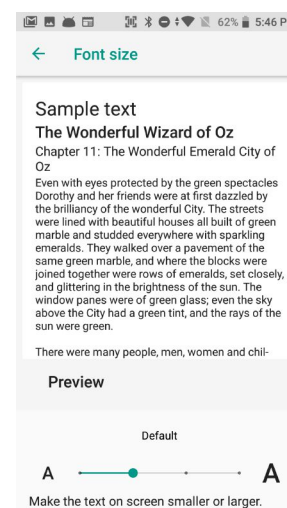 62% 5:46 P
Font size
Sample text
The Wonderful Wizard of Oz
Chapter 11: The Wonderful Emerald City of
Oz
Even with eyes protected by the green spectacles
Dorothy and her friends were at first dazzled by
the brilliancy of the wonderful City. The streets
were lined with beautiful houses all built of green
marble and studded everywhere with sparkling
emeralds. They walked over a pavement of the
same green marble, and where the blocks were
joined together were rows of emeralds, set closely,
and glittering in the brightness of the sun. The
window panes were of green glass; even the sky
above the City had a green tint, and the rays of the
sun were green.
There were many people, men, women and chil-
Preview
Default
A A
Make the text on screen smaller or larger.